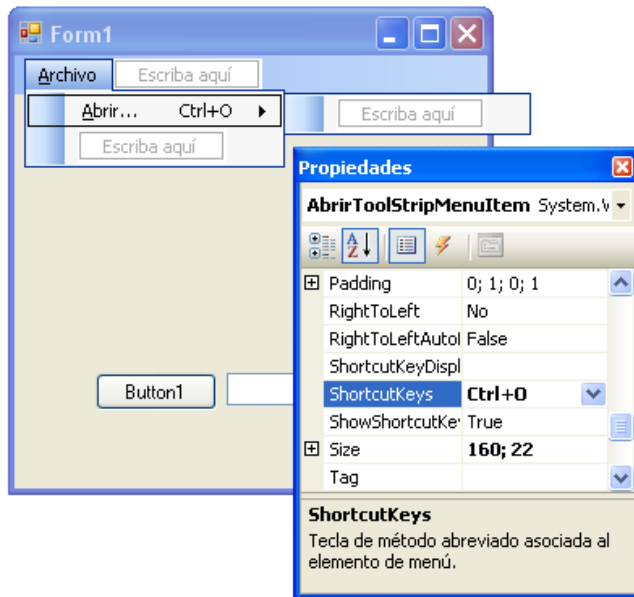 Form1
Archivo Escriba aquí
Abrir... Ctrl+O Escriba aquí
Escriba aquí
Button1
Propiedades
AbrirToolStripMenuItem System.W
Padding 0; 1; 0; 1
RightToLeft No
RightToLeftAutoI False
ShortcutKeyDispl
ShortcutKeys Ctrl+O
ShowShortcutKe True
Size 160; 22
Tag
ShortcutKeys
Tecla de método abreviado asociada al
elemento de menú.